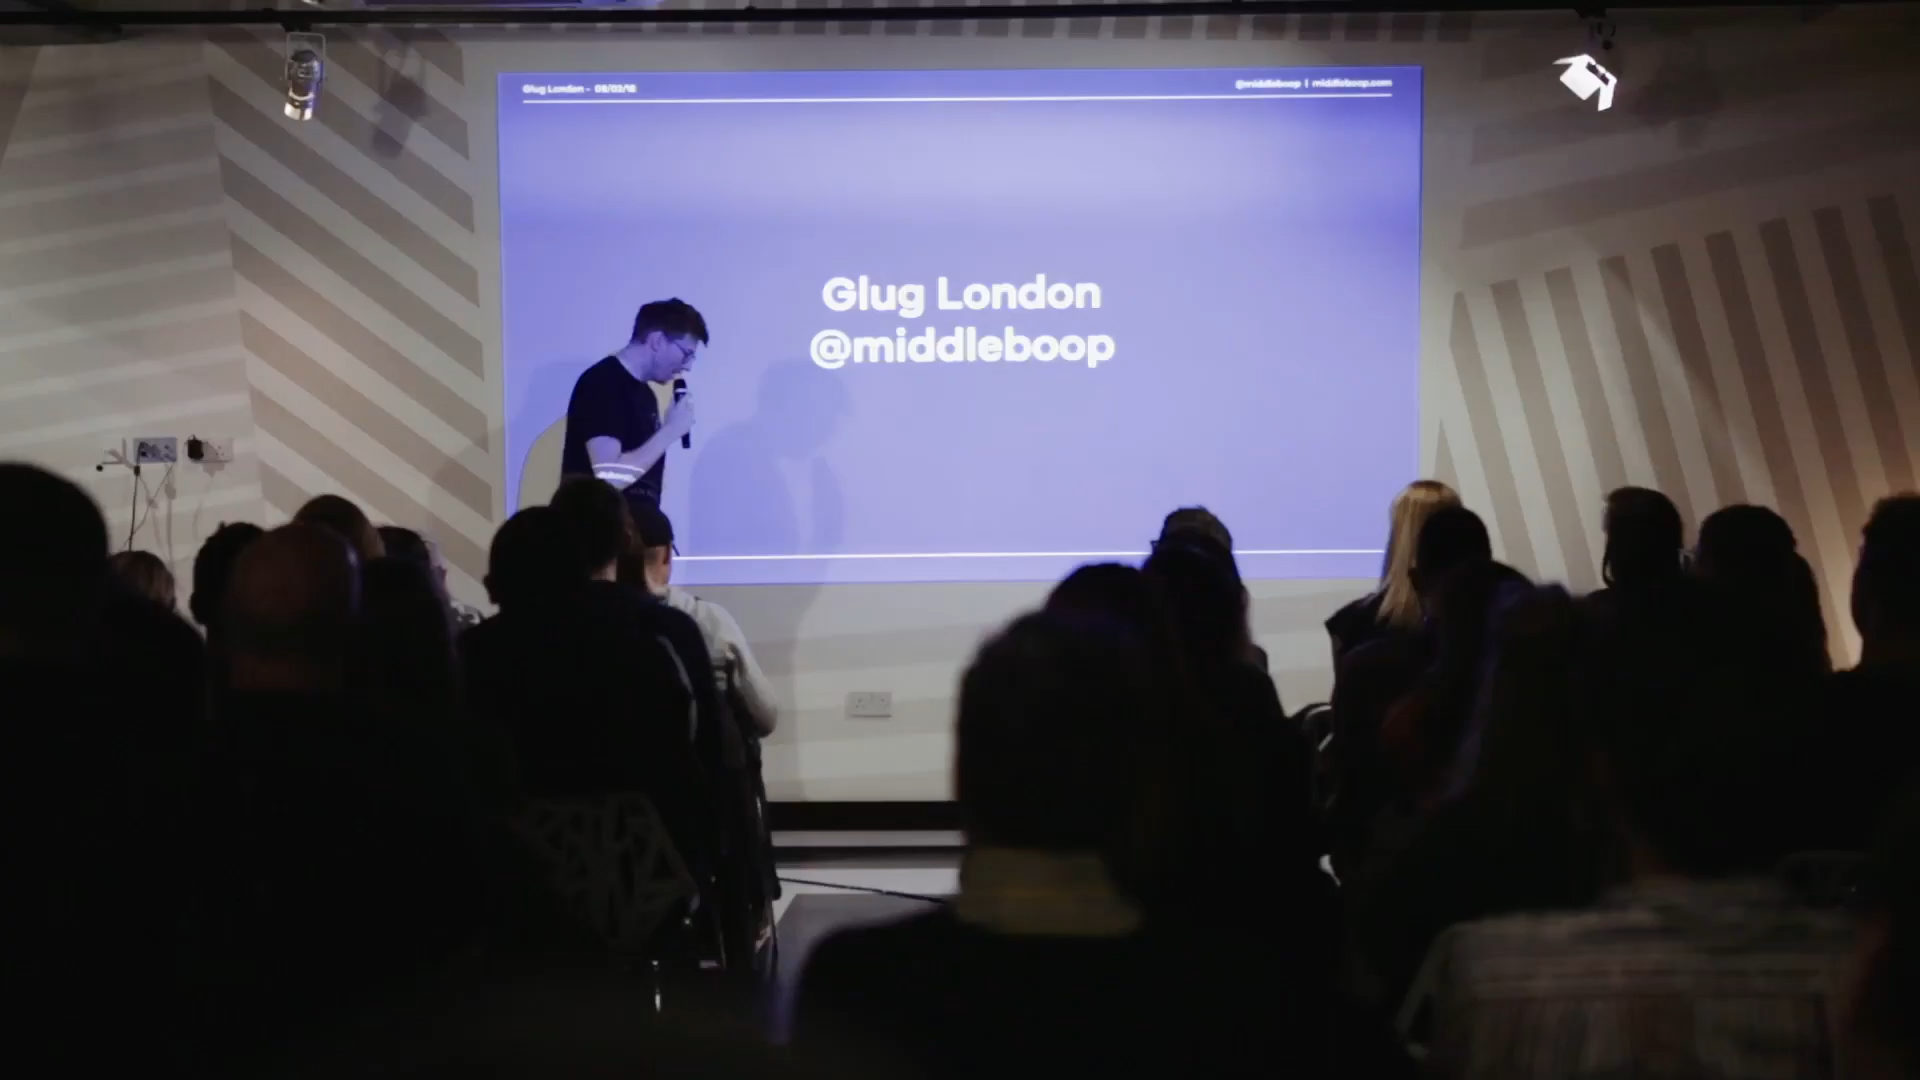 Glug London - 08/02/18
@middleboop | middleboop.com
Glug London
@middleboop